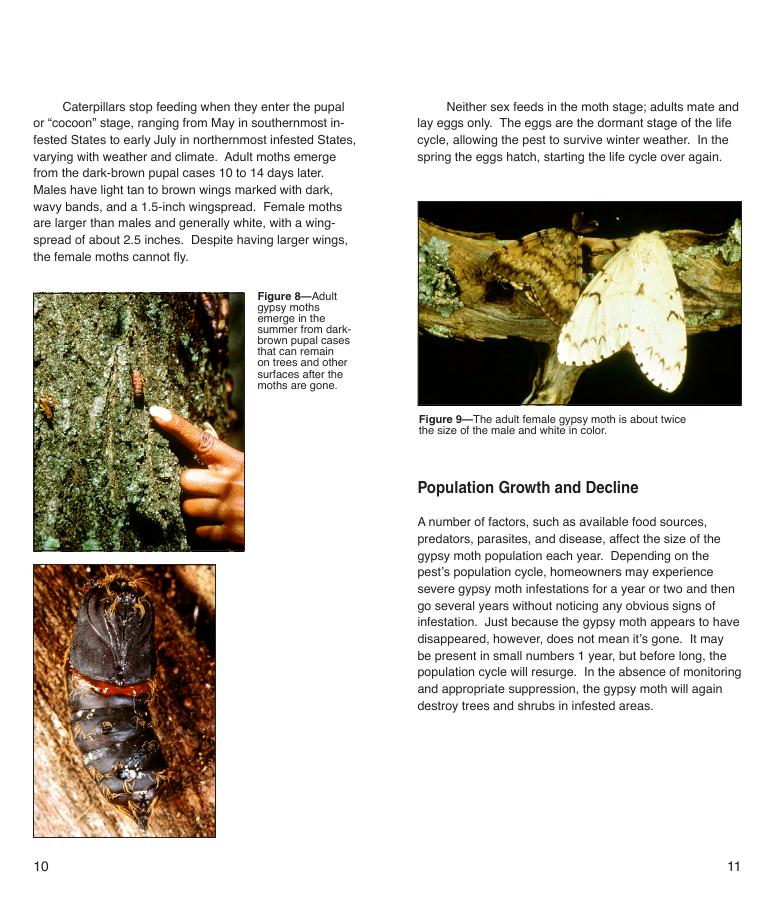 Caterpillars stop feeding when they enter the pupal
or “cocoon” stage, ranging from May in southernmost in-
fested States to early July in northernmost infested States,
varying with weather and climate.  Adult moths emerge
from the dark-brown pupal cases 10 to 14 days later.
Males have light tan to brown wings marked with dark,
wavy bands, and a 1.5-inch wingspread.  Female moths
are larger than males and generally white, with a wing-
spread of about 2.5 inches.  Despite having larger wings,
the female moths cannot fly.
Figure 8—Adult
gypsy moths
emerge in the
summer from dark-
brown pupal cases
that can remain
on trees and other
surfaces after the
moths are gone.
10
Neither sex feeds in the moth stage; adults mate and
lay eggs only.  The eggs are the dormant stage of the life
cycle, allowing the pest to survive winter weather.  In the
spring the eggs hatch, starting the life cycle over again.
Figure 9—The adult female gypsy moth is about twice
the size of the male and white in color.
Population Growth and Decline
A number of factors, such as available food sources,
predators, parasites, and disease, affect the size of the
gypsy moth population each year.  Depending on the
pest’s population cycle, homeowners may experience
severe gypsy moth infestations for a year or two and then
go several years without noticing any obvious signs of
infestation.  Just because the gypsy moth appears to have
disappeared, however, does not mean it’s gone.  It may
be present in small numbers 1 year, but before long, the
population cycle will resurge.  In the absence of monitoring
and appropriate suppression, the gypsy moth will again
destroy trees and shrubs in infested areas.
11